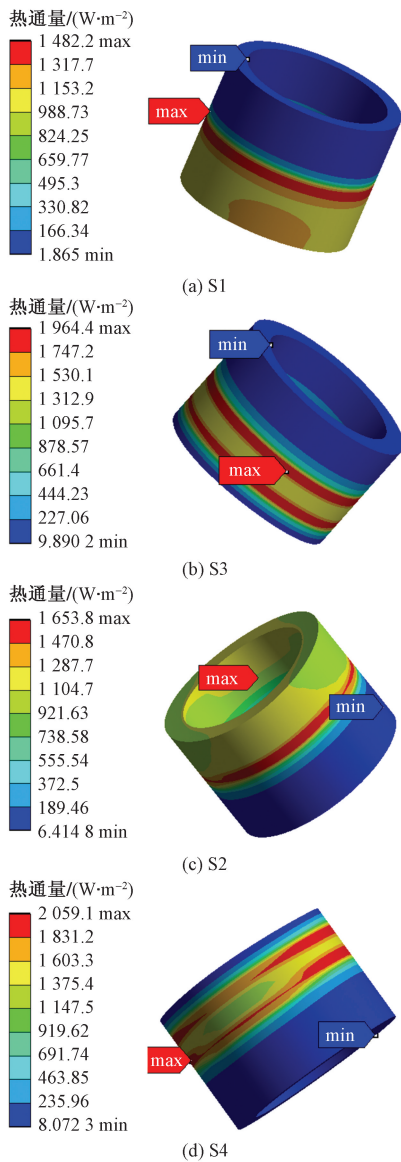 热通量/(W·m⁻²)
1 482.2 max
1 317.7
1 153.2
988.73
824.25
659.77
495.3
330.82
166.34
1.865 min
min
max
(a) S1
热通量/(W·m⁻²)
1 964.4 max
1 747.2
1 530.1
1 312.9
1 095.7
878.57
661.4
444.23
227.06
9.890 2 min
min
max
(b) S3
热通量/(W·m⁻²)
1 653.8 max
1 470.8
1 287.7
1 104.7
921.63
738.58
555.54
372.5
189.46
6.414 8 min
max
min
(c) S2
热通量/(W·m⁻²)
2 059.1 max
1 831.2
1 603.3
1 375.4
1 147.5
919.62
691.74
463.85
235.96
8.072 3 min
min
max
(d) S4